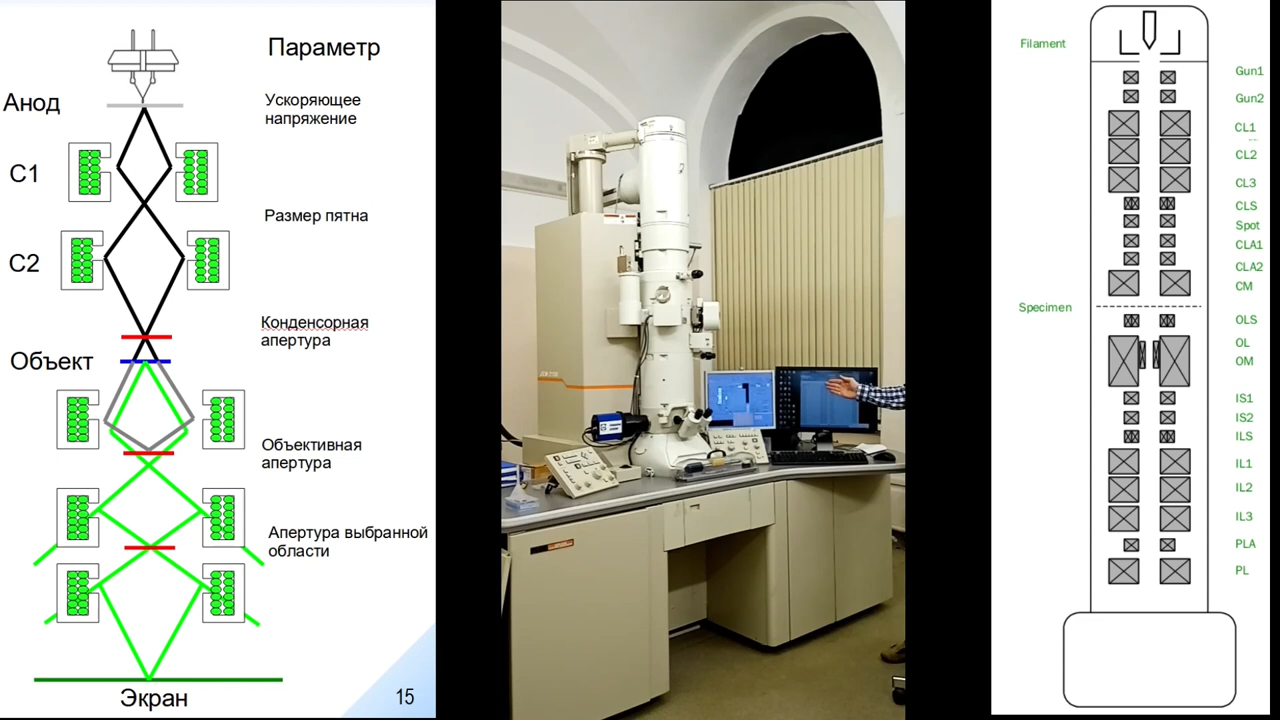 Параметр
Анод
Ускоряющее
напряжение
C1
Размер пятна
C2
Конденсорная
апертура
Объект
Объективная
апертура
Апертура выбранной
области
Экран
15
Filament
Gun1
Gun2
CL1
CL2
CL3
CLS
Spot
CLA1
CLA2
CM
Specimen
OLS
OL
OM
IS1
IS2
ILS
IL1
IL2
IL3
PLA
PL